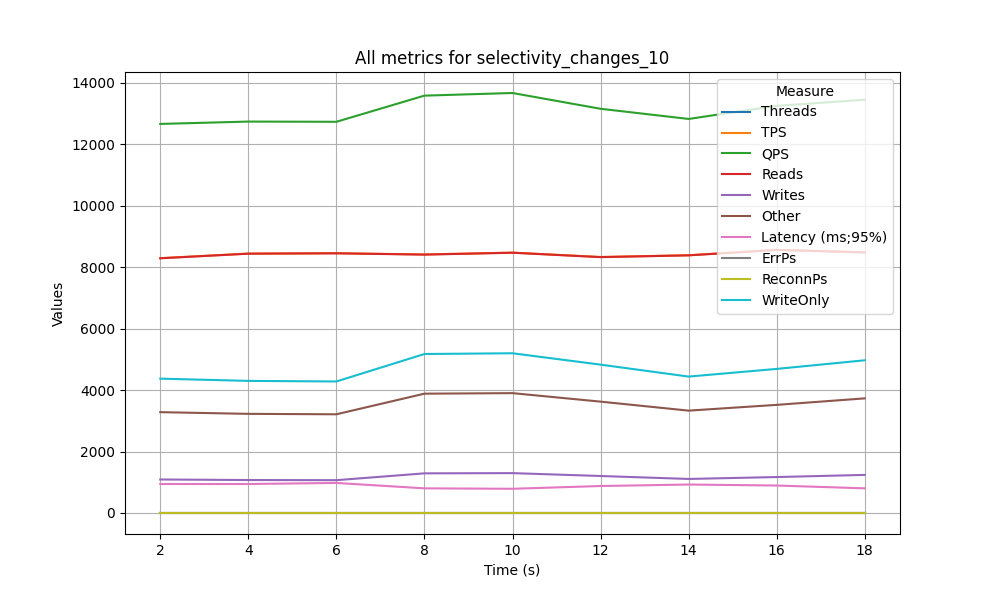 All metrics for selectivity_changes_10
Values
14000
12000
10000
8000
6000
4000
2000
0
Measure
Threads
TPS
QPS
Reads
Writes
Other
Latency (ms;95%)
ErrPs
ReconnPs
WriteOnly
2 4 6 8 10 12 14 16 18
Time (s)